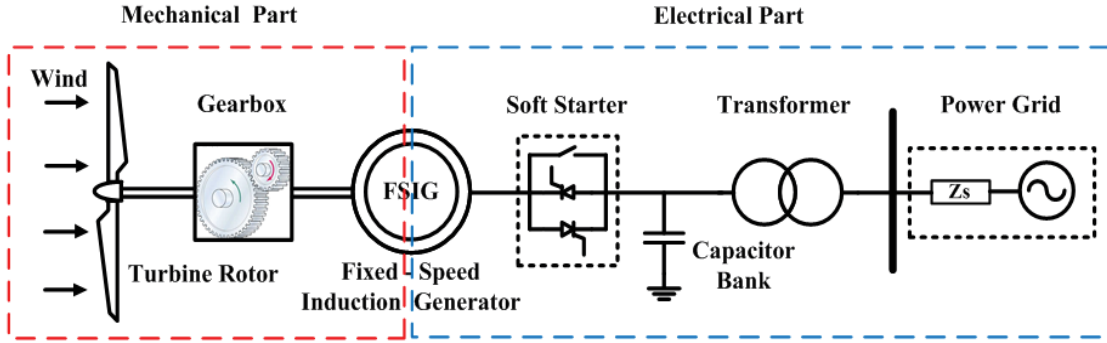 Mechanical Part
Electrical Part
Wind
Gearbox
Soft Starter
Transformer
Power Grid
FSIG
Zs
Turbine Rotor
Fixed - Speed
Induction Generator
Capacitor
Bank